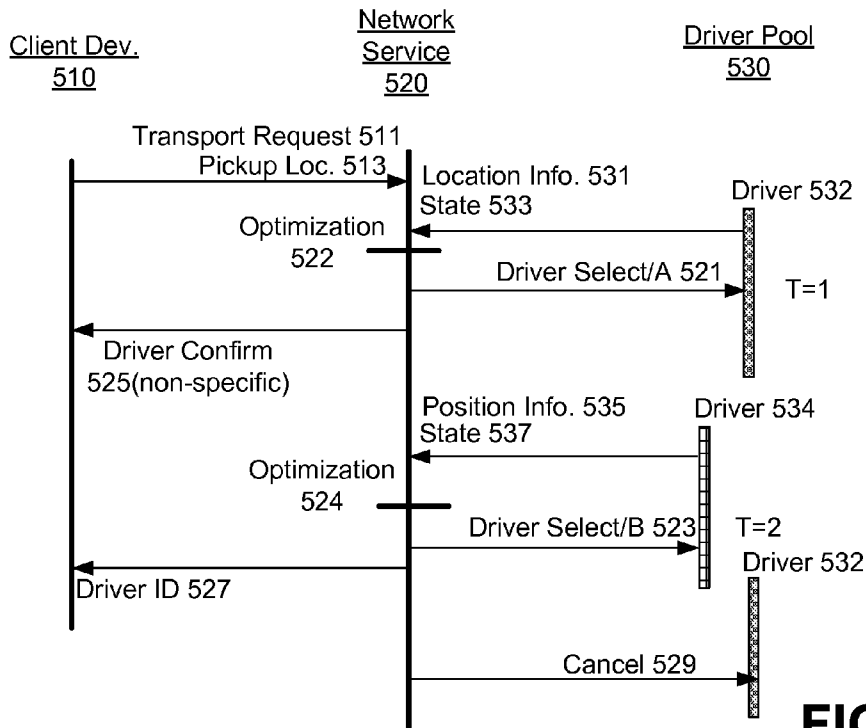 Client Dev.
510
Network
Service
520
Driver Pool
530
Transport Request 511
Pickup Loc. 513
Location Info. 531
State 533
Driver 532
Optimization
522
Driver Select/A 521
T=1
Driver Confirm
525(non-specific)
Position Info. 535
State 537
Driver 534
Optimization
524
Driver Select/B 523
T=2
Driver ID 527
Driver 532
Cancel 529